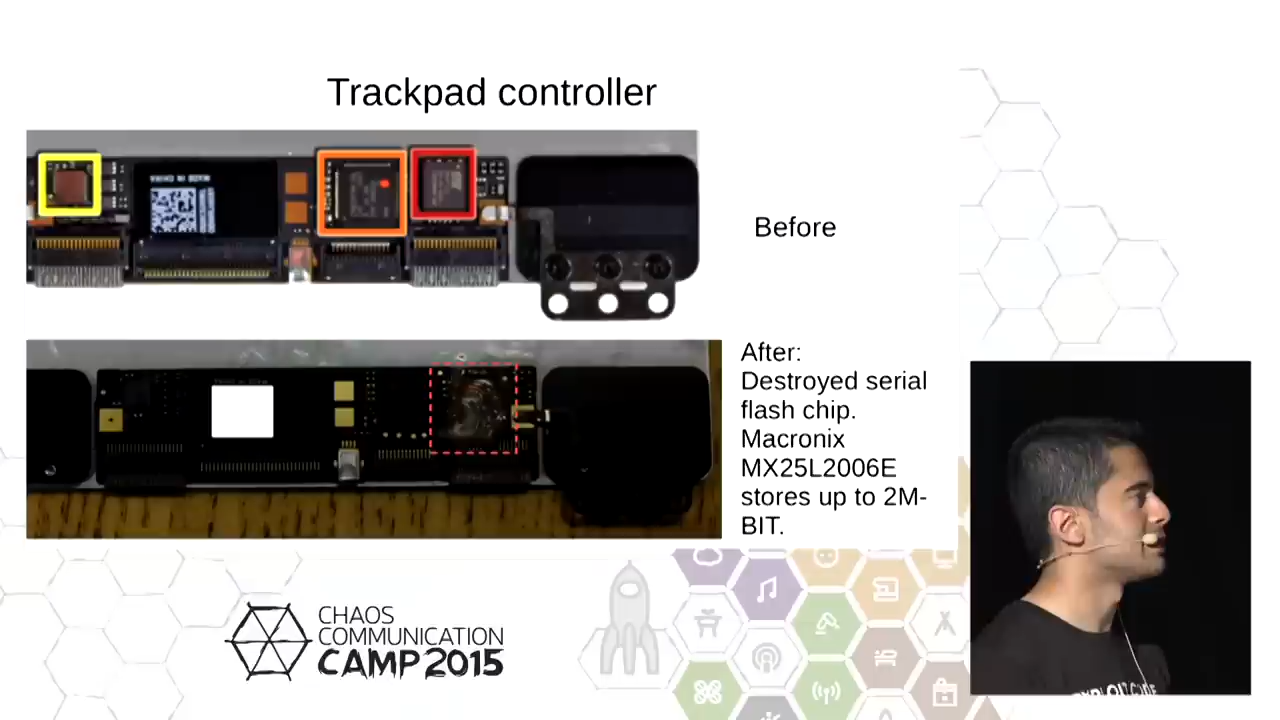 Trackpad controller
Before
After:
Destroyed serial
flash chip.
Macronix
MX25L2006E
stores up to 2M-
BIT.
CHAOS
COMMUNICATION
CAMP 2015